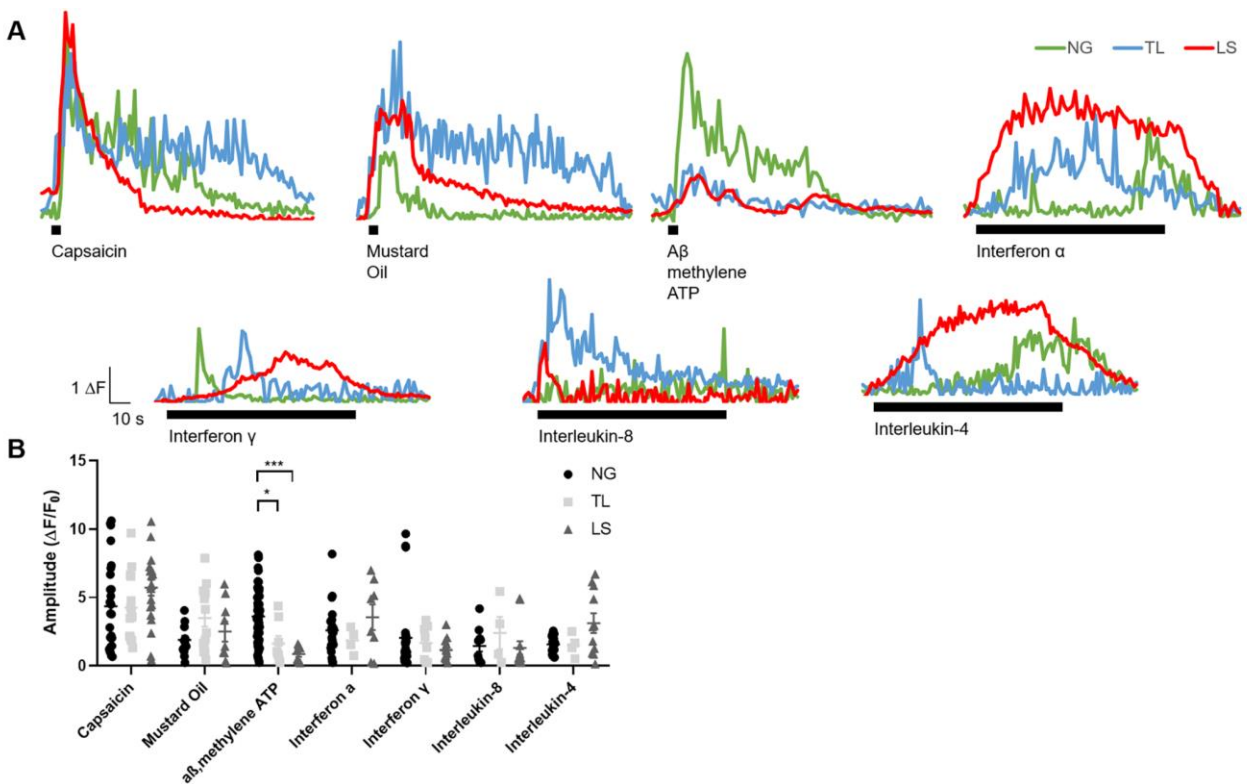 A
NG TL LS
Capsaicin
Mustard
Oil
Aβ
methylene
ATP
Interferon α
1 ΔF
10 s
Interferon γ
Interleukin-8
Interleukin-4
B
Amplitude (ΔF/F₀)
15
10
5
0
***
*
NG
TL
LS
Capsaicin
Mustard Oil
aß,methylene ATP
Interferon a
Interferon γ
Interleukin-8
Interleukin-4